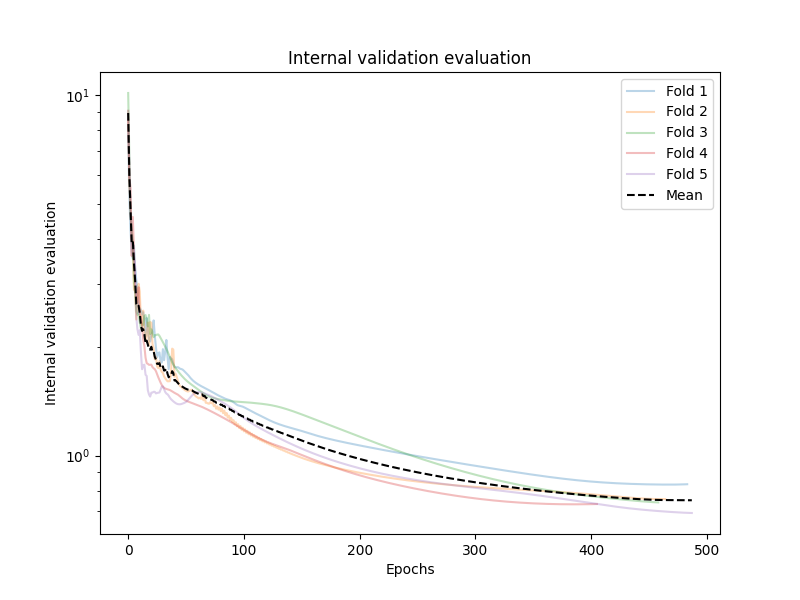 Internal validation evaluation
Internal validation evaluation
10¹
10⁰
Fold 1
Fold 2
Fold 3
Fold 4
Fold 5
Mean
0 100 200 300 400 500
Epochs